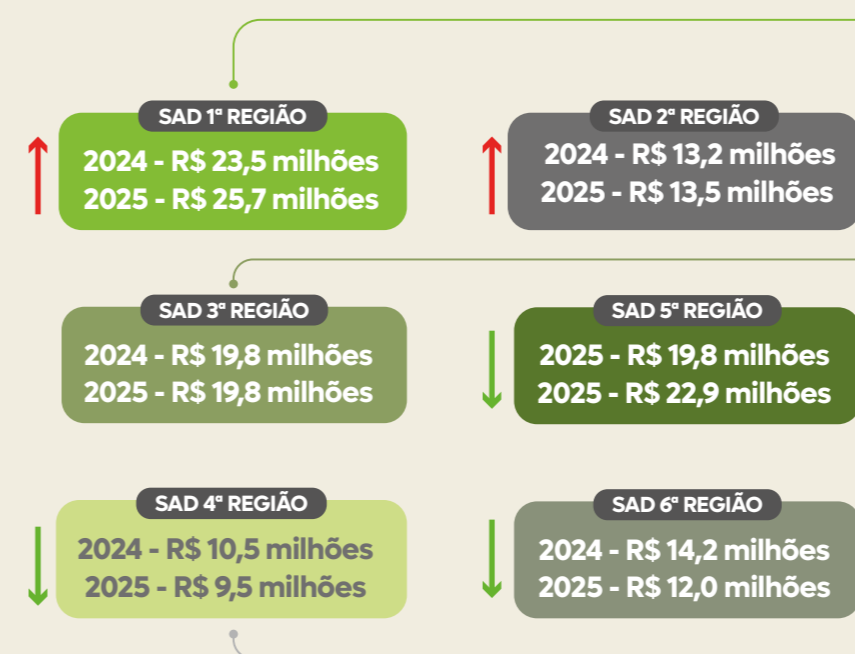 SAD 1ª REGIÃO
2024 - R$ 23,5 milhões
2025 - R$ 25,7 milhões
SAD 2ª REGIÃO
2024 - R$ 13,2 milhões
2025 - R$ 13,5 milhões
SAD 3ª REGIÃO
2024 - R$ 19,8 milhões
2025 - R$ 19,8 milhões
SAD 5ª REGIÃO
2025 - R$ 19,8 milhões
2025 - R$ 22,9 milhões
SAD 4ª REGIÃO
2024 - R$ 10,5 milhões
2025 - R$ 9,5 milhões
SAD 6ª REGIÃO
2024 - R$ 14,2 milhões
2025 - R$ 12,0 milhões